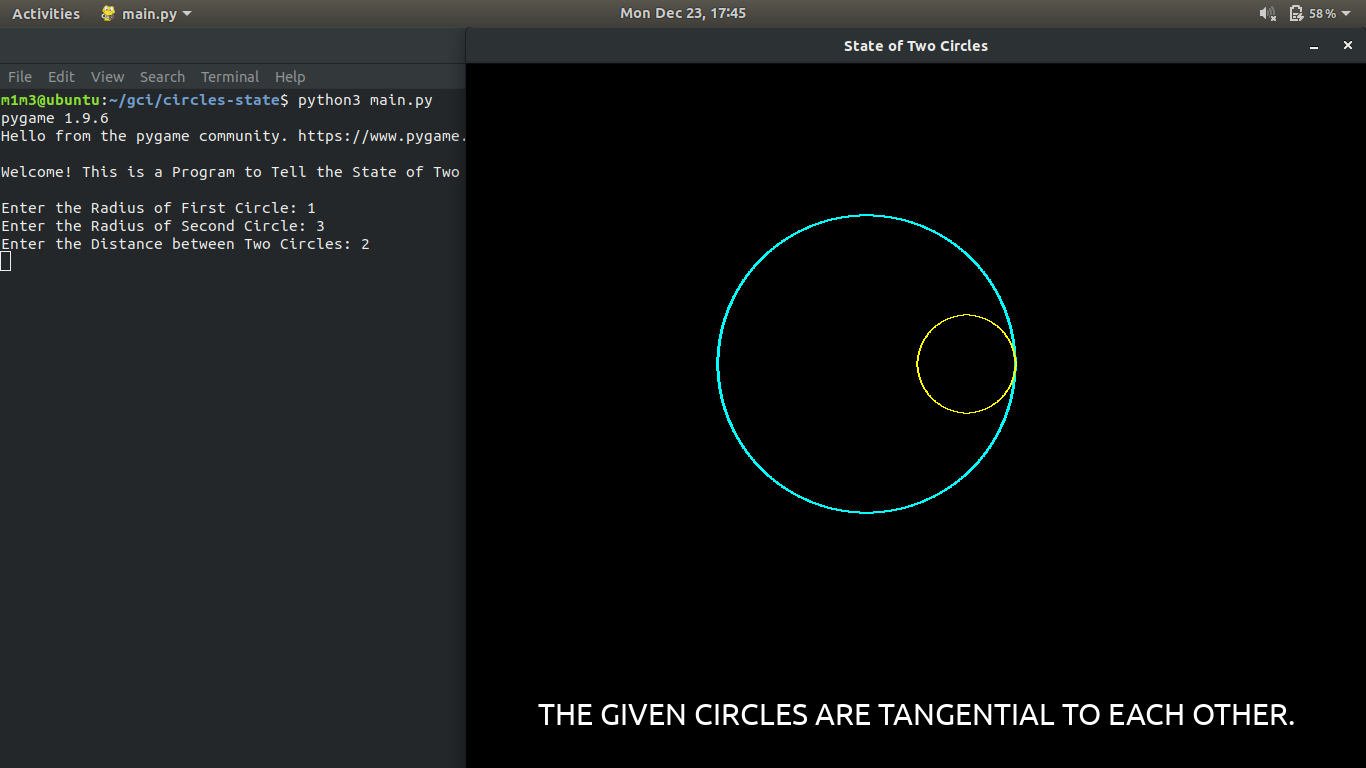 Activities main.py Mon Dec 23, 17:45 58%
State of Two Circles
File Edit View Search Terminal Help
m1m3@ubuntu:~/gci/circles-state$ python3 main.py
pygame 1.9.6
Hello from the pygame community. https://www.pygame.
Welcome! This is a Program to Tell the State of Two
Enter the Radius of First Circle: 1
Enter the Radius of Second Circle: 3
Enter the Distance between Two Circles: 2
THE GIVEN CIRCLES ARE TANGENTIAL TO EACH OTHER.